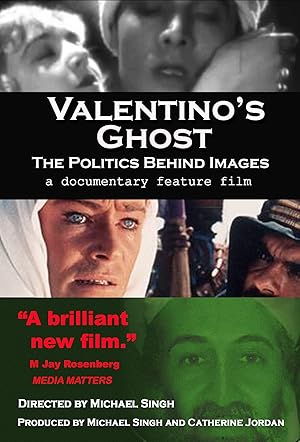 VALENTINO'S
GHOST
THE POLITICS BEHIND IMAGES
a documentary feature film
“A brilliant
new film.”
M Jay Rosenberg
MEDIA MATTERS
DIRECTED BY MICHAEL SINGH
PRODUCED BY MICHAEL SINGH AND CATHERINE JORDAN